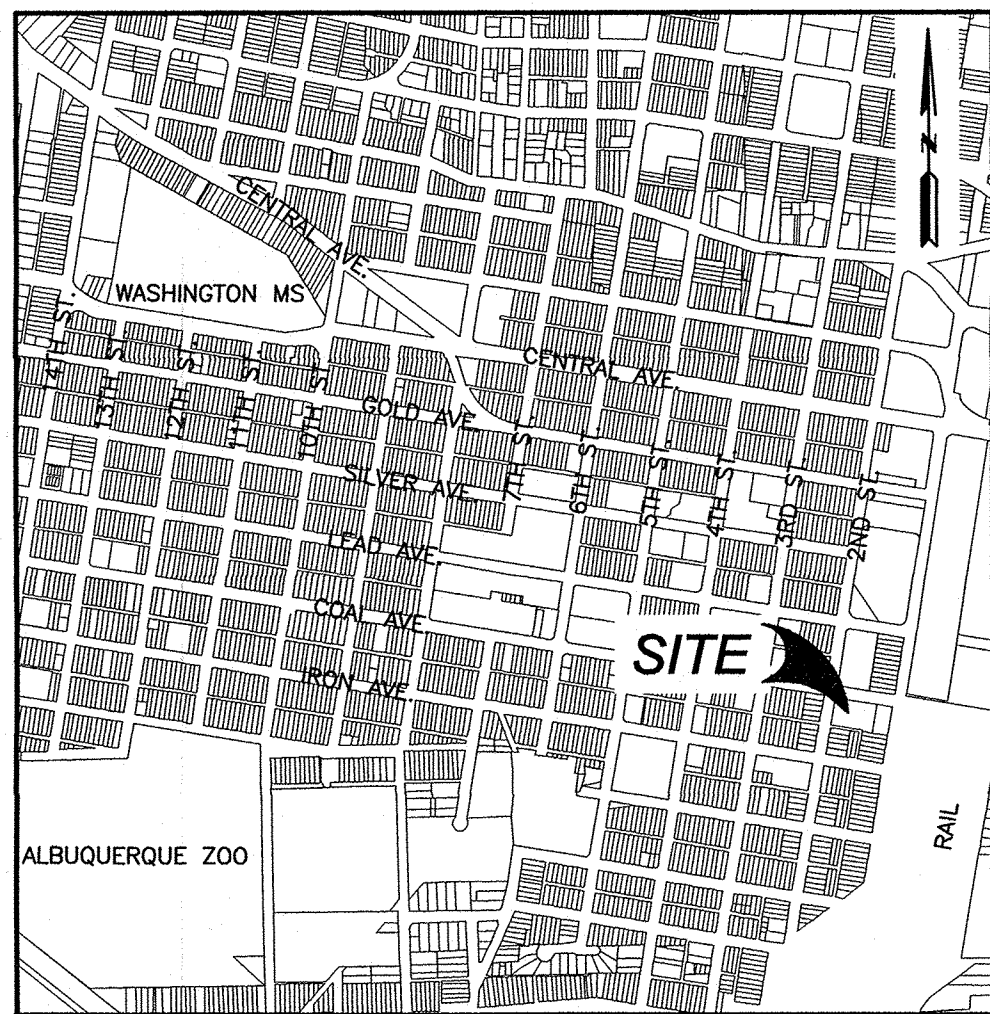 N
CENTRAL AVE.
WASHINGTON MS
14TH ST.
13TH ST.
12TH ST.
11TH ST.
10TH ST.
CENTRAL AVE.
GOLD AVE.
SILVER AVE.
7TH ST.
6TH ST.
5TH ST.
4TH ST.
3RD ST.
2ND ST.
LEAD AVE.
COAL AVE.
SITE
IRON AVE.
ALBUQUERQUE ZOO
RAIL